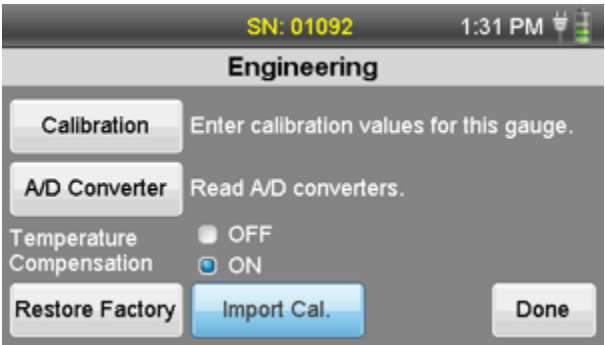 SN: 01092 1:31 PM
Engineering
Calibration Enter calibration values for this gauge.
A/D Converter Read A/D converters.
Temperature Compensation
OFF
ON
Restore Factory Import Cal. Done